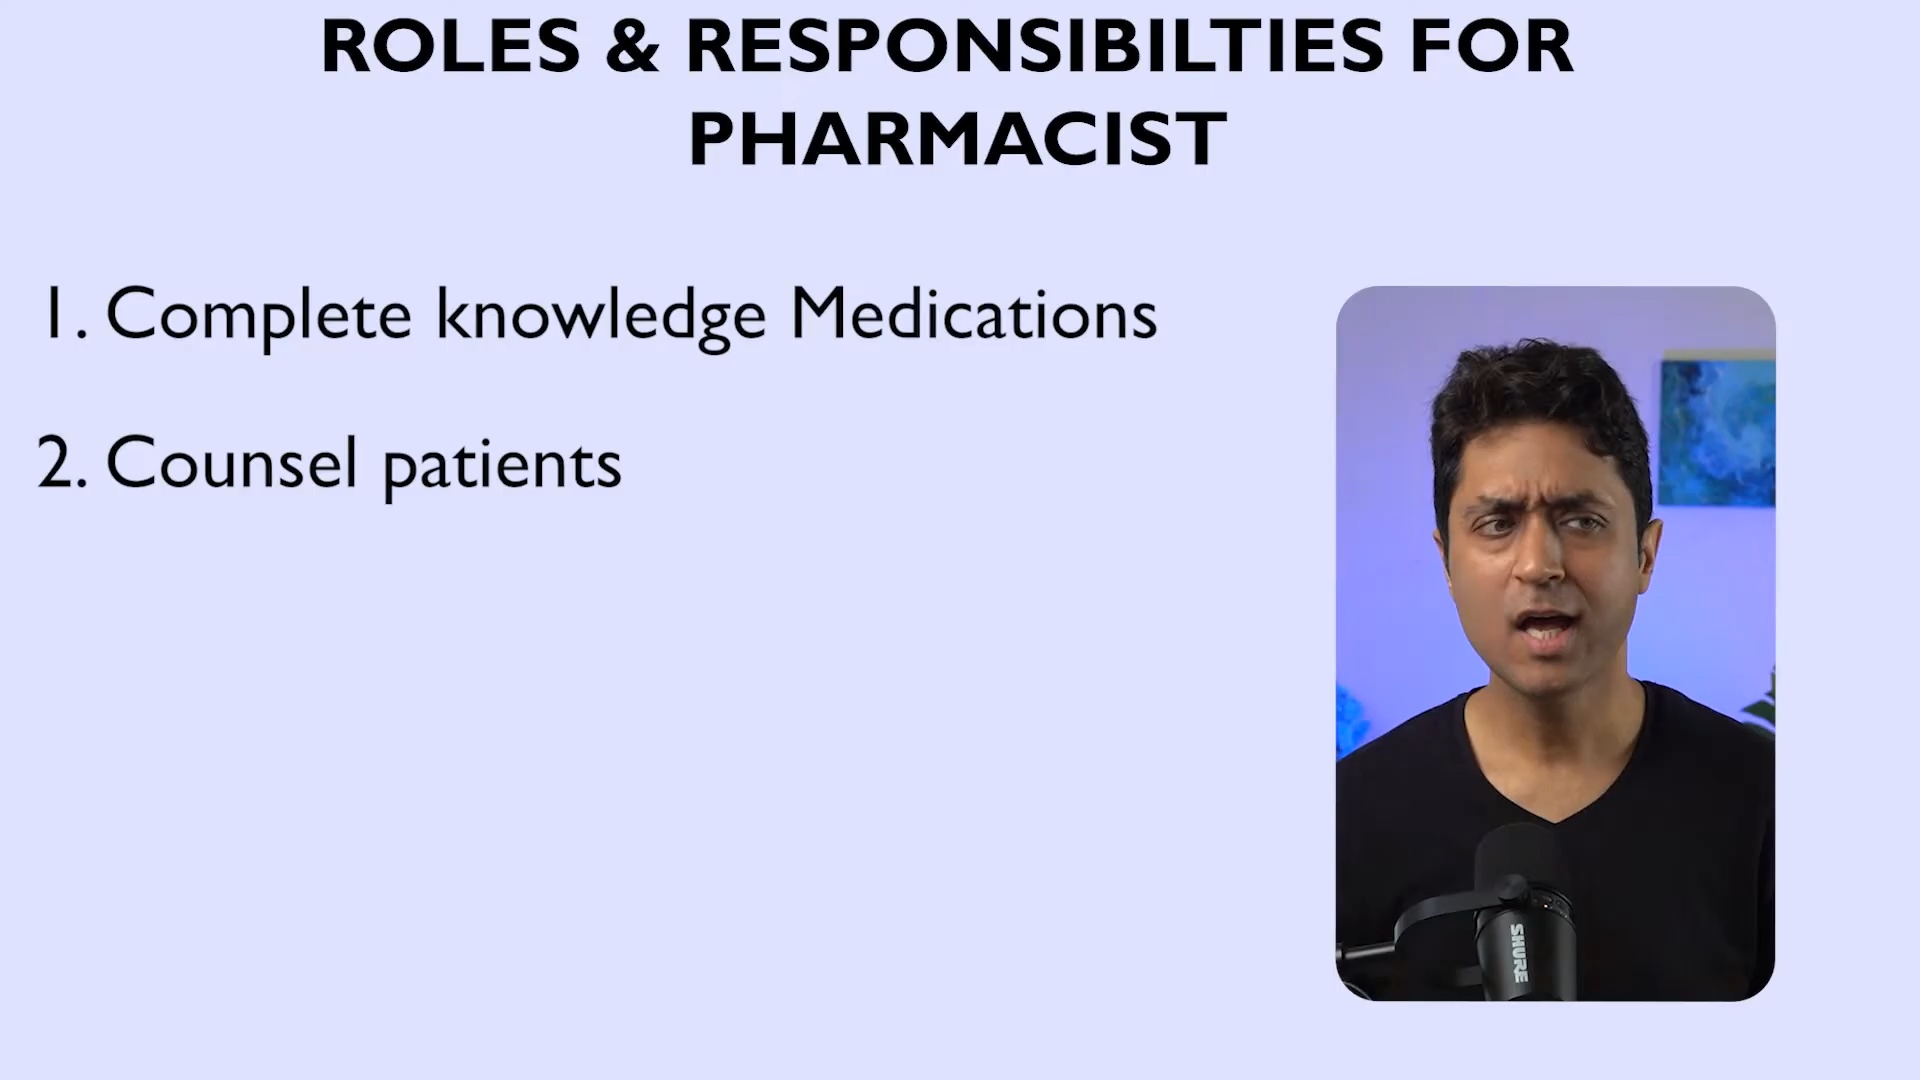 ROLES & RESPONSIBILTIES FOR
PHARMACIST
1. Complete knowledge Medications
2. Counsel patients
SHURE